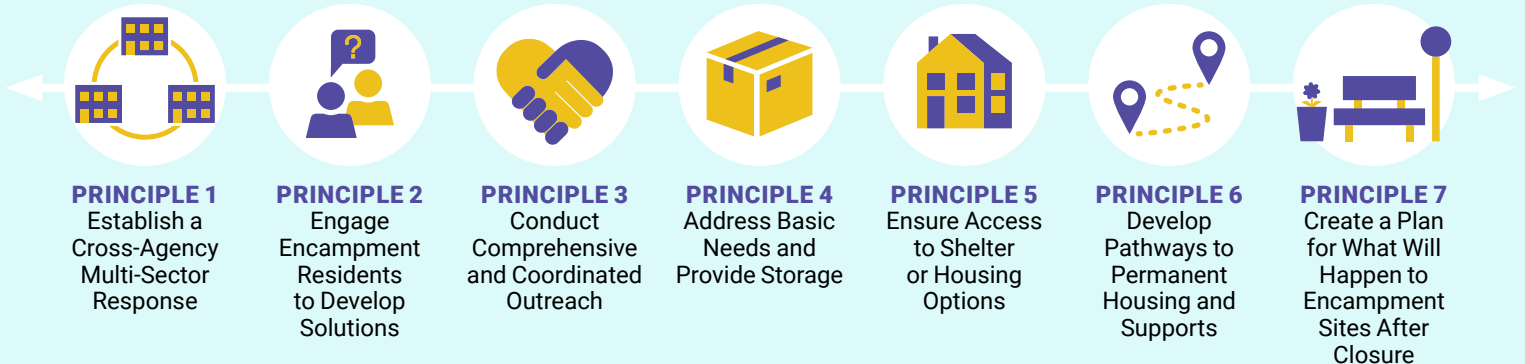 ?
PRINCIPLE 1
Establish a
Cross-Agency
Multi-Sector
Response
PRINCIPLE 2
Engage
Encampment
Residents
to Develop
Solutions
PRINCIPLE 3
Conduct
Comprehensive
and Coordinated
Outreach
PRINCIPLE 4
Address Basic
Needs and
Provide Storage
PRINCIPLE 5
Ensure Access
to Shelter
or Housing
Options
PRINCIPLE 6
Develop
Pathways to
Permanent
Housing and
Supports
PRINCIPLE 7
Create a Plan
for What Will
Happen to
Encampment
Sites After
Closure